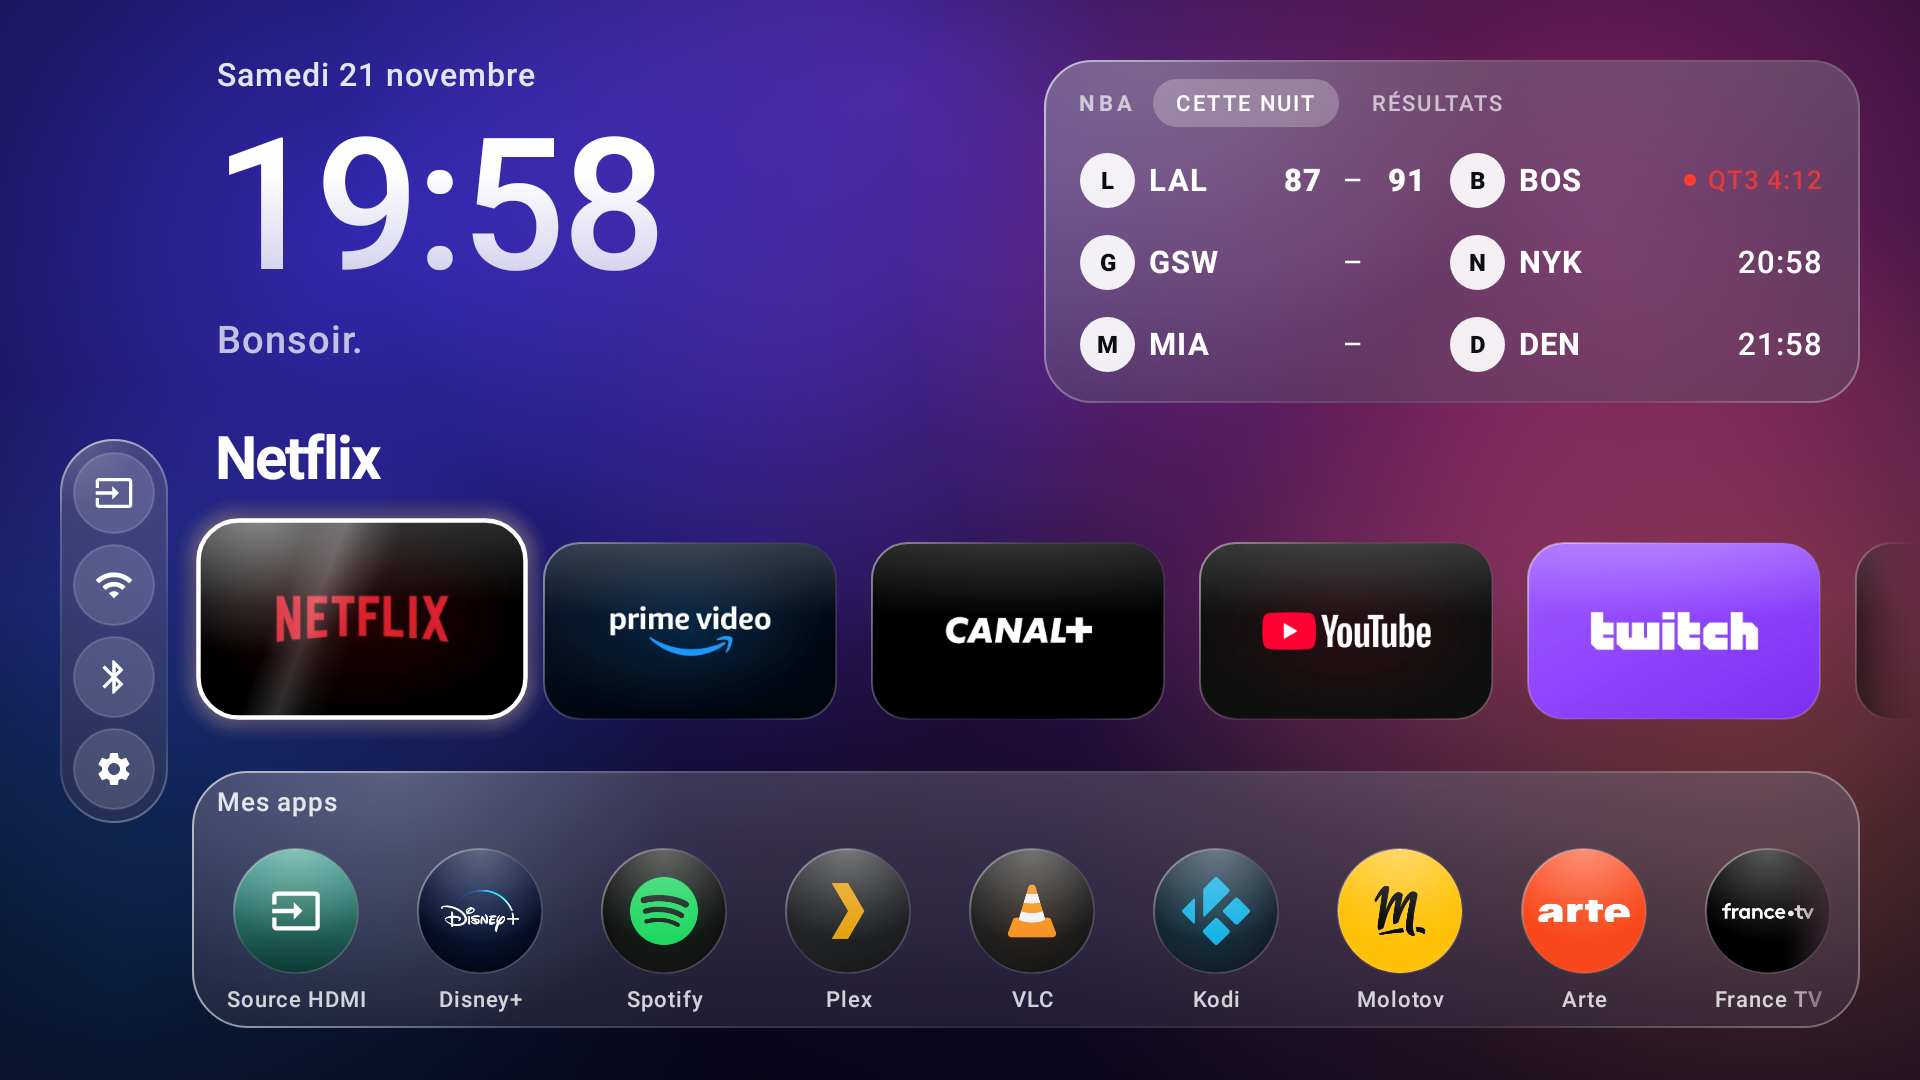 Samedi 21 novembre
19:58
Bonsoir.
NBA CETTE NUIT RÉSULTATS
L LAL 87 – 91 B BOS • QT3 4:12
G GSW – N NYK 20:58
M MIA – D DEN 21:58
Netflix
NETFLIX
prime video
CANAL+
YouTube
twitch
Mes apps
Disney+
m.
arte
france•tv
Source HDMI
Disney+
Spotify
Plex
VLC
Kodi
Molotov
Arte
France TV